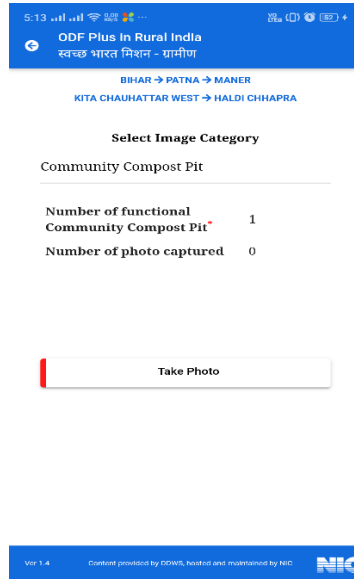 5:13
ODF Plus in Rural India
स्वच्छ भारत मिशन - ग्रामीण
BIHAR → PATNA → MANER
KITA CHAUHATTAR WEST → HALDI CHHAPRA
Select Image Category
Community Compost Pit
Number of functional
Community Compost Pit* 1
Number of photo captured 0
Take Photo
Ver 1.4 Content provided by DDWS, hosted and maintained by NIC NIC